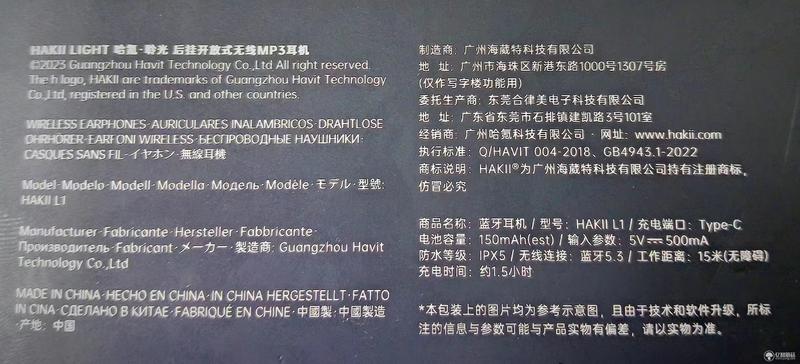 HAKII LIGHT 哈氪·聆光 后挂开放式无线MP3耳机
©2023 Guangzhou Havit Technology Co.,Ltd All right reserved.
The h logo, HAKII are trademarks of Guangzhou Havit Technology
Co.,Ltd, registered in the U.S. and other countries.
WIRELESS EARPHONES·AURICULARES INALAMBRICOS·DRAHTLOSE
OHRHÖRER·EARFONI WIRELESS·БЕСПРОВОДНЫЕ НАУШНИКИ·
CASQUES SANS FIL·イヤホン·無線耳機
Model·Modelo·Modell·Modella·Модель·Modèle·モデル·型號:
HAKII L1
Manufacturer·Fabricante·Hersteller·Fabbricante·
Производитель·Fabricant·メーカー·製造商: Guangzhou Havit
Technology Co.,Ltd
MADE IN CHINA·HECHO EN CHINA·IN CHINA HERGESTELLT·FATTO
IN CINA·СДЕЛАНО В КИТАЕ·FABRIQUÉ EN CHINE·中國製·中國製造
·产地: 中国
制造商: 广州海葳特科技有限公司
地 址: 广州市海珠区新港东路1000号1307号房
(仅作写字楼功能用)
委托生产商: 东莞合律美电子科技有限公司
地 址: 广东省东莞市石排镇建凯路3号101室
经销商: 广州哈氪科技有限公司·网址: www.hakii.com
执行标准: Q/HAVIT 004-2018、GB4943.1-2022
商标说明: HAKII®为广州海葳特科技有限公司持有注册商标,
仿冒必究
商品名称: 蓝牙耳机 / 型号: HAKII L1 / 充电端口: Type-C
电池容量: 150mAh(est) / 输入参数: 5V⎓500mA
防水等级: IPX5 / 无线连接: 蓝牙5.3 / 工作距离: 15米(无障碍)
充电时间: 约1.5小时
*本包装上的图片均为参考示意图, 且由于技术和软件升级, 所标
注的信息与参数可能与产品实物有偏差, 请以实物为准。
亿智蘑菇